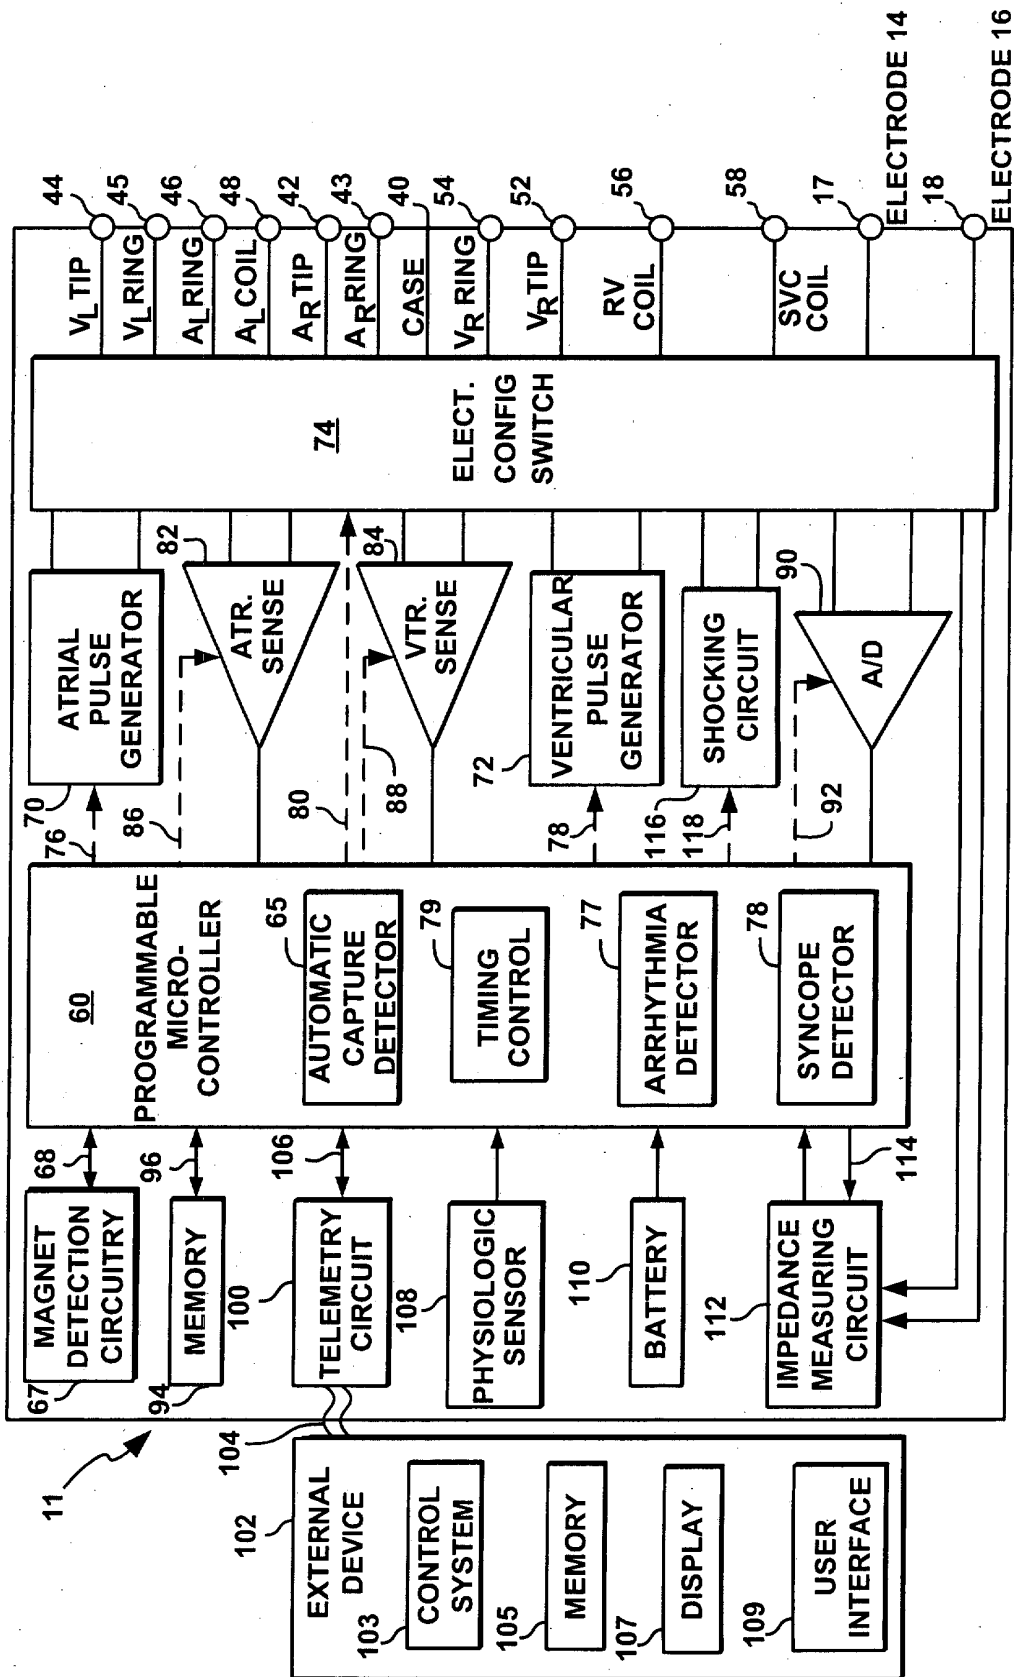 11
67
MAGNET
DETECTION
CIRCUITRY
68
94
MEMORY
96
100
TELEMETRY
CIRCUIT
106
104
108
PHYSIOLOGIC
SENSOR
110
BATTERY
112
IMPEDANCE
MEASURING
CIRCUIT
114
102
EXTERNAL
DEVICE
103
CONTROL
SYSTEM
105
MEMORY
107
DISPLAY
109
USER
INTERFACE
60
PROGRAMMABLE
MICRO-
CONTROLLER
65
AUTOMATIC
CAPTURE
DETECTOR
79
TIMING
CONTROL
77
ARRHYTHMIA
DETECTOR
78
SYNCOPE
DETECTOR
70
76
ATRIAL
PULSE
GENERATOR
86
82
ATR.
SENSE
80
88
84
VTR.
SENSE
72
78
VENTRICULAR
PULSE
GENERATOR
116
118
SHOCKING
CIRCUIT
92
90
A/D
74
ELECT.
CONFIG
SWITCH
VL TIP
44
VL RING
45
AL RING
46
AL COIL
48
AR TIP
42
AR RING
43
CASE
40
VR RING
54
VR TIP
52
RV
COIL
56
SVC
COIL
58
17
ELECTRODE 14
18
ELECTRODE 16